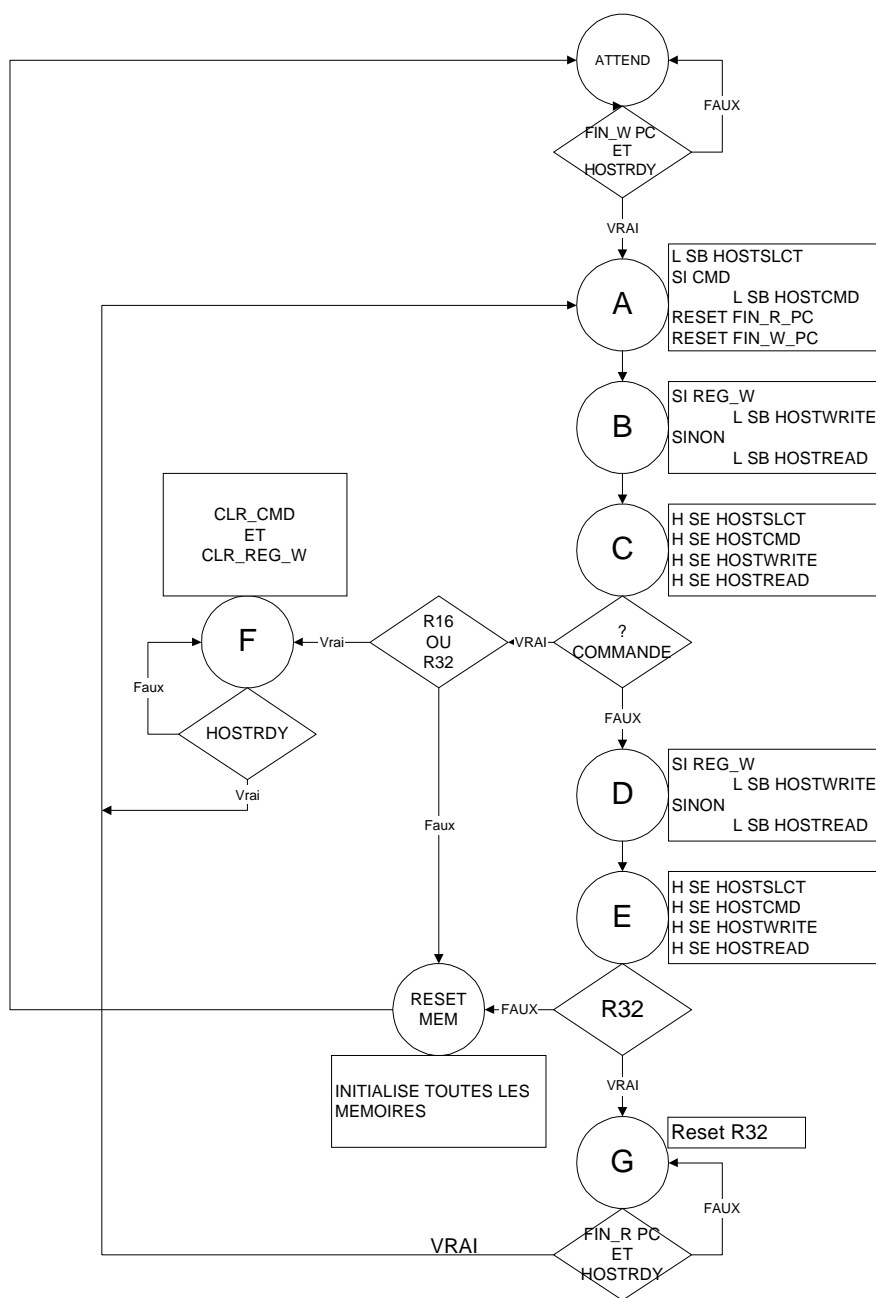 ATTEND
FAUX
FIN_W PC
ET
HOSTRDY
VRAI
A
L SB HOSTSLCT
SI CMD
L SB HOSTCMD
RESET FIN_R_PC
RESET FIN_W_PC
B
SI REG_W
L SB HOSTWRITE
SINON
L SB HOSTREAD
C
H SE HOSTSLCT
H SE HOSTCMD
H SE HOSTWRITE
H SE HOSTREAD
CLR_CMD
ET
CLR_REG_W
F
Vrai
R16
OU
R32
VRAI
?
COMMANDE
Faux
HOSTRDY
Vrai
FAUX
D
SI REG_W
L SB HOSTWRITE
SINON
L SB HOSTREAD
Faux
E
H SE HOSTSLCT
H SE HOSTCMD
H SE HOSTWRITE
H SE HOSTREAD
RESET
MEM
FAUX
R32
INITIALISE TOUTES LES
MEMOIRES
VRAI
G
Reset R32
FAUX
VRAI
FIN_R PC
ET
HOSTRDY